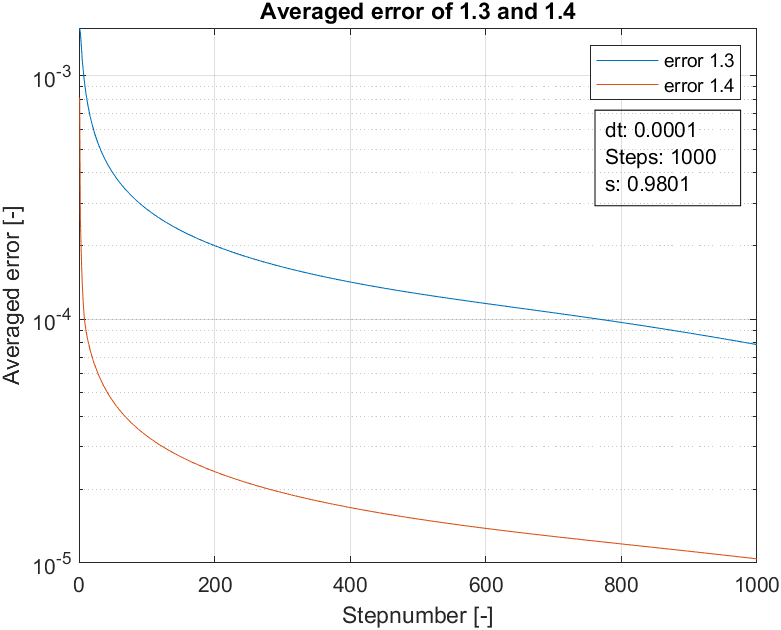 Averaged error of 1.3 and 1.4
error 1.3
error 1.4
dt: 0.0001
Steps: 1000
s: 0.9801
Averaged error [-]
10^-3
10^-4
10^-5
0 200 400 600 800 1000
Stepnumber [-]